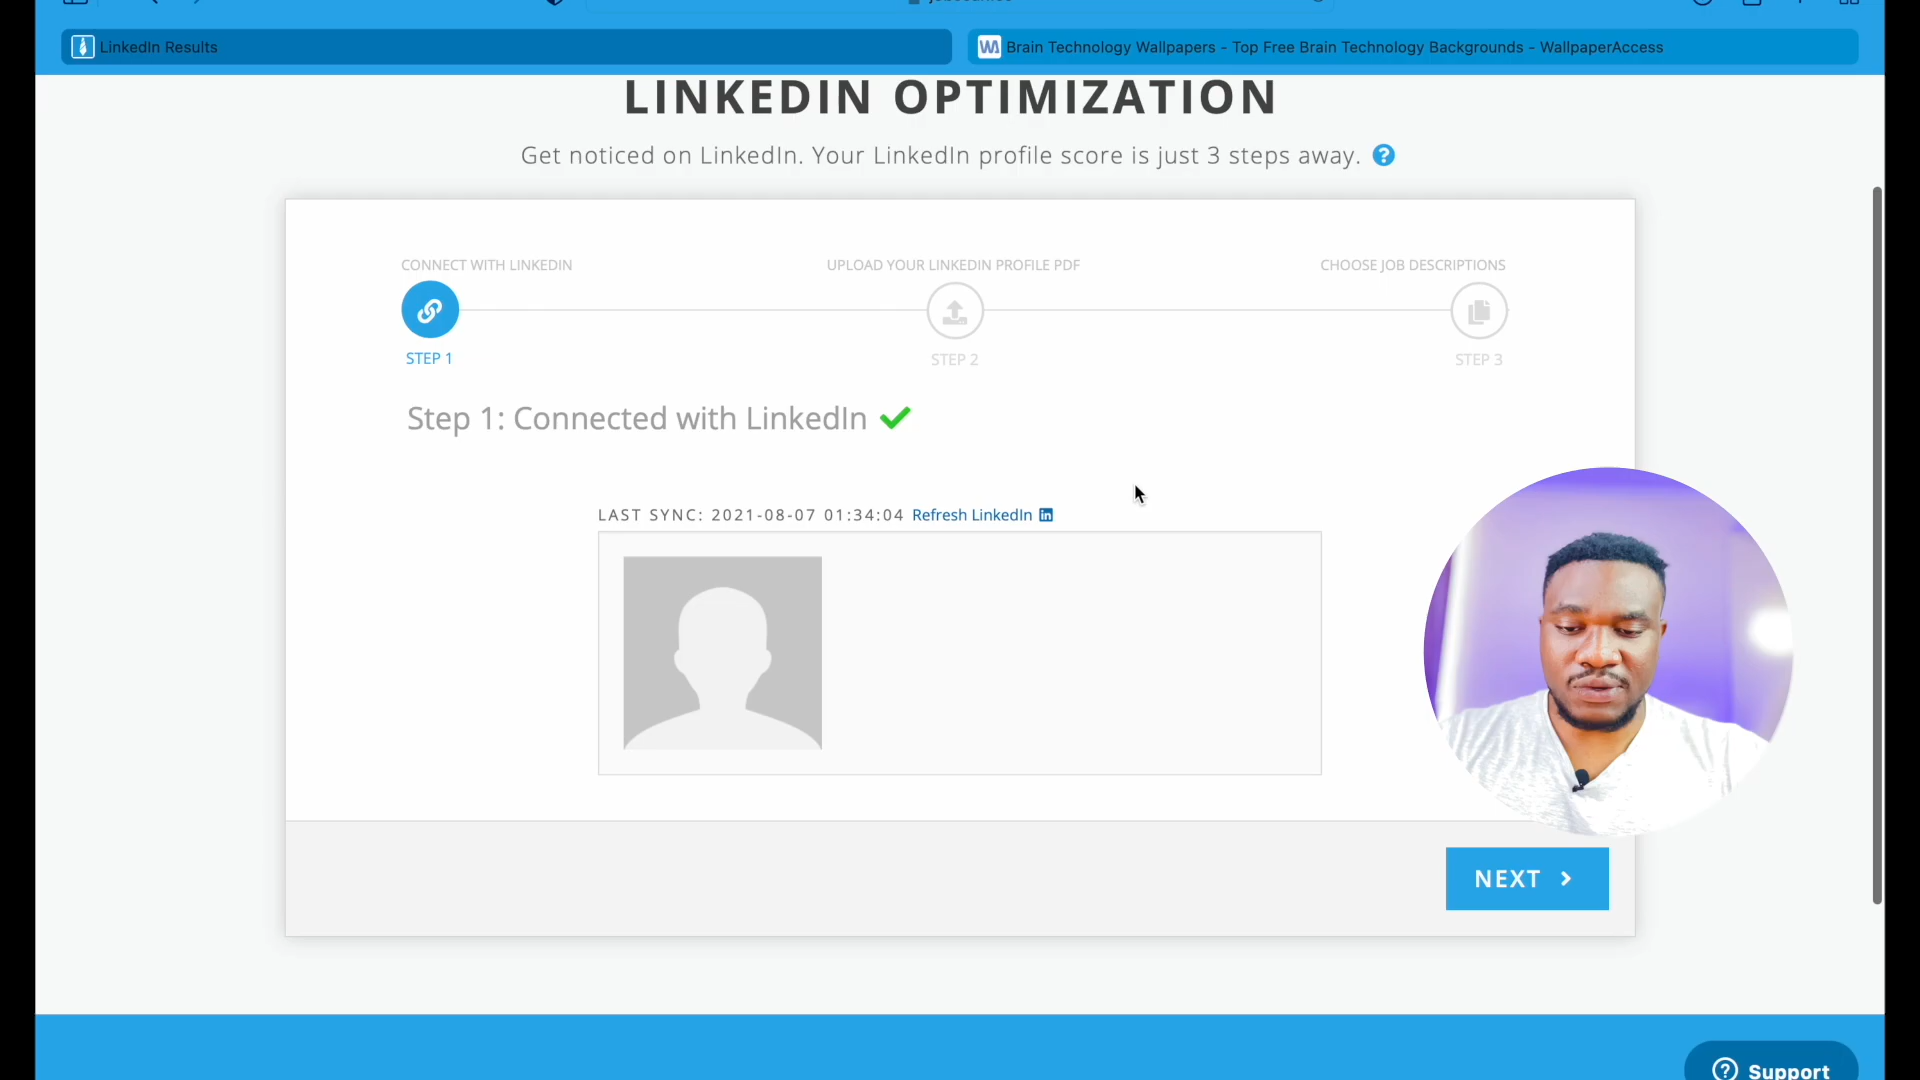 LinkedIn Results
Brain Technology Wallpapers - Top Free Brain Technology Backgrounds - WallpaperAccess
LINKEDIN OPTIMIZATION
Get noticed on LinkedIn. Your LinkedIn profile score is just 3 steps away. ?
CONNECT WITH LINKEDIN
UPLOAD YOUR LINKEDIN PROFILE PDF
CHOOSE JOB DESCRIPTIONS
STEP 1
STEP 2
STEP 3
Step 1: Connected with LinkedIn
LAST SYNC: 2021-08-07 01:34:04 Refresh LinkedIn in
NEXT
? Support